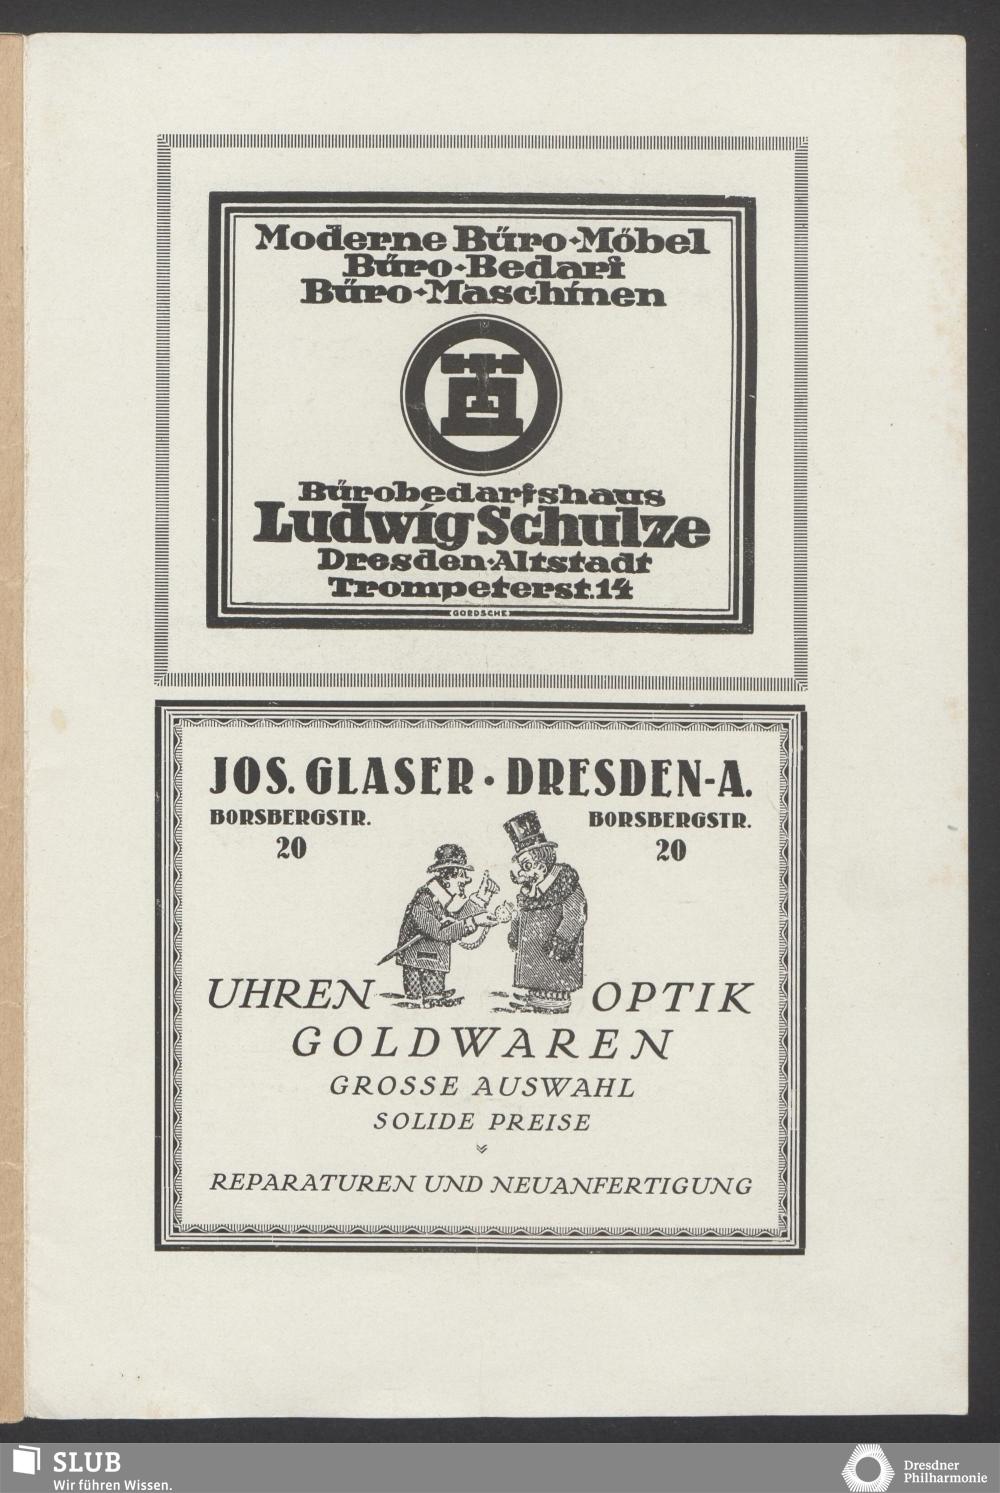 Moderne Büro-Möbel
Büro-Bedarf
Büro-Maschinen
Bürobedarfshaus
Ludwig Schulze
Dresden-Altstadt
Trompeterst. 14
GOEDSCHE
JOS. GLASER · DRESDEN-A.
BORSBERGSTR. BORSBERGSTR.
20 20
UHREN OPTIK
GOLDWAREN
GROSSE AUSWAHL
SOLIDE PREISE
REPARATUREN UND NEUANFERTIGUNG
SLUB
Wir führen Wissen.
Dresdner
Philharmonie